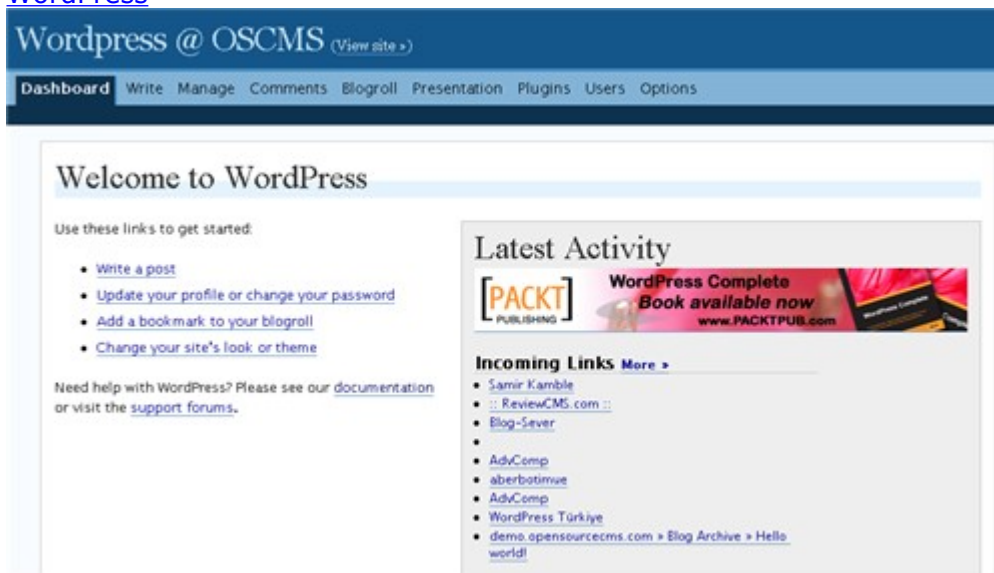 WordPress
Wordpress @ OSCMS (View site »)
Dashboard Write Manage Comments Blogroll Presentation Plugins Users Options
Welcome to WordPress
Use these links to get started:
• Write a post
• Update your profile or change your password
• Add a bookmark to your blogroll
• Change your site's look or theme
Need help with WordPress? Please see our documentation
or visit the support forums.
Latest Activity
[PACKT]
PUBLISHING
WordPress Complete
Book available now
www.PACKTPUB.com
Incoming Links More »
• Samir Kamble
• :: ReviewCMS.com ::
• Blog-Sever
•
• AdvComp
• aberbotimue
• AdvComp
• WordPress Türkiye
• demo.opensourcecms.com » Blog Archive » Hello
world!